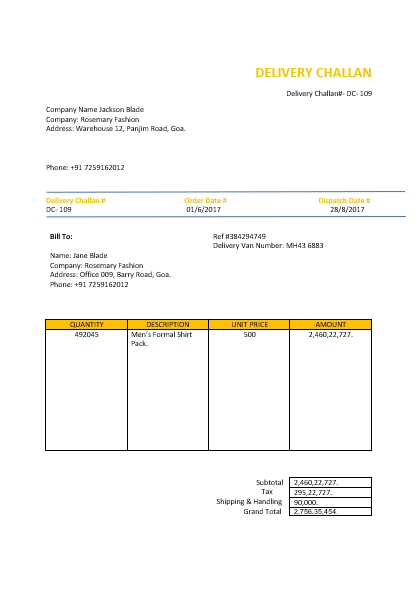 DELIVERY CHALLAN
Delivery Challan#- DC- 109
Company Name Jackson Blade
Company: Rosemary Fashion
Address: Warehouse 12, Panjim Road, Goa.
Phone: +91 7259162012
Delivery Challan # Order Date # Dispatch Date #
DC- 109 01/6/2017 28/8/2017
Bill To:
Ref #384294749
Delivery Van Number: MH43 6883
Name: Jane Blade
Company: Rosemary Fashion
Address: Office 009, Barry Road, Goa.
Phone: +91 7259162012
QUANTITY DESCRIPTION UNIT PRICE AMOUNT
492045 Men's Formal Shirt 500 2,460,22,727.
Pack.
Subtotal 2,460,22,727.
Tax 295,22,727.
Shipping & Handling 90,000.
Grand Total 2,756,35,454.